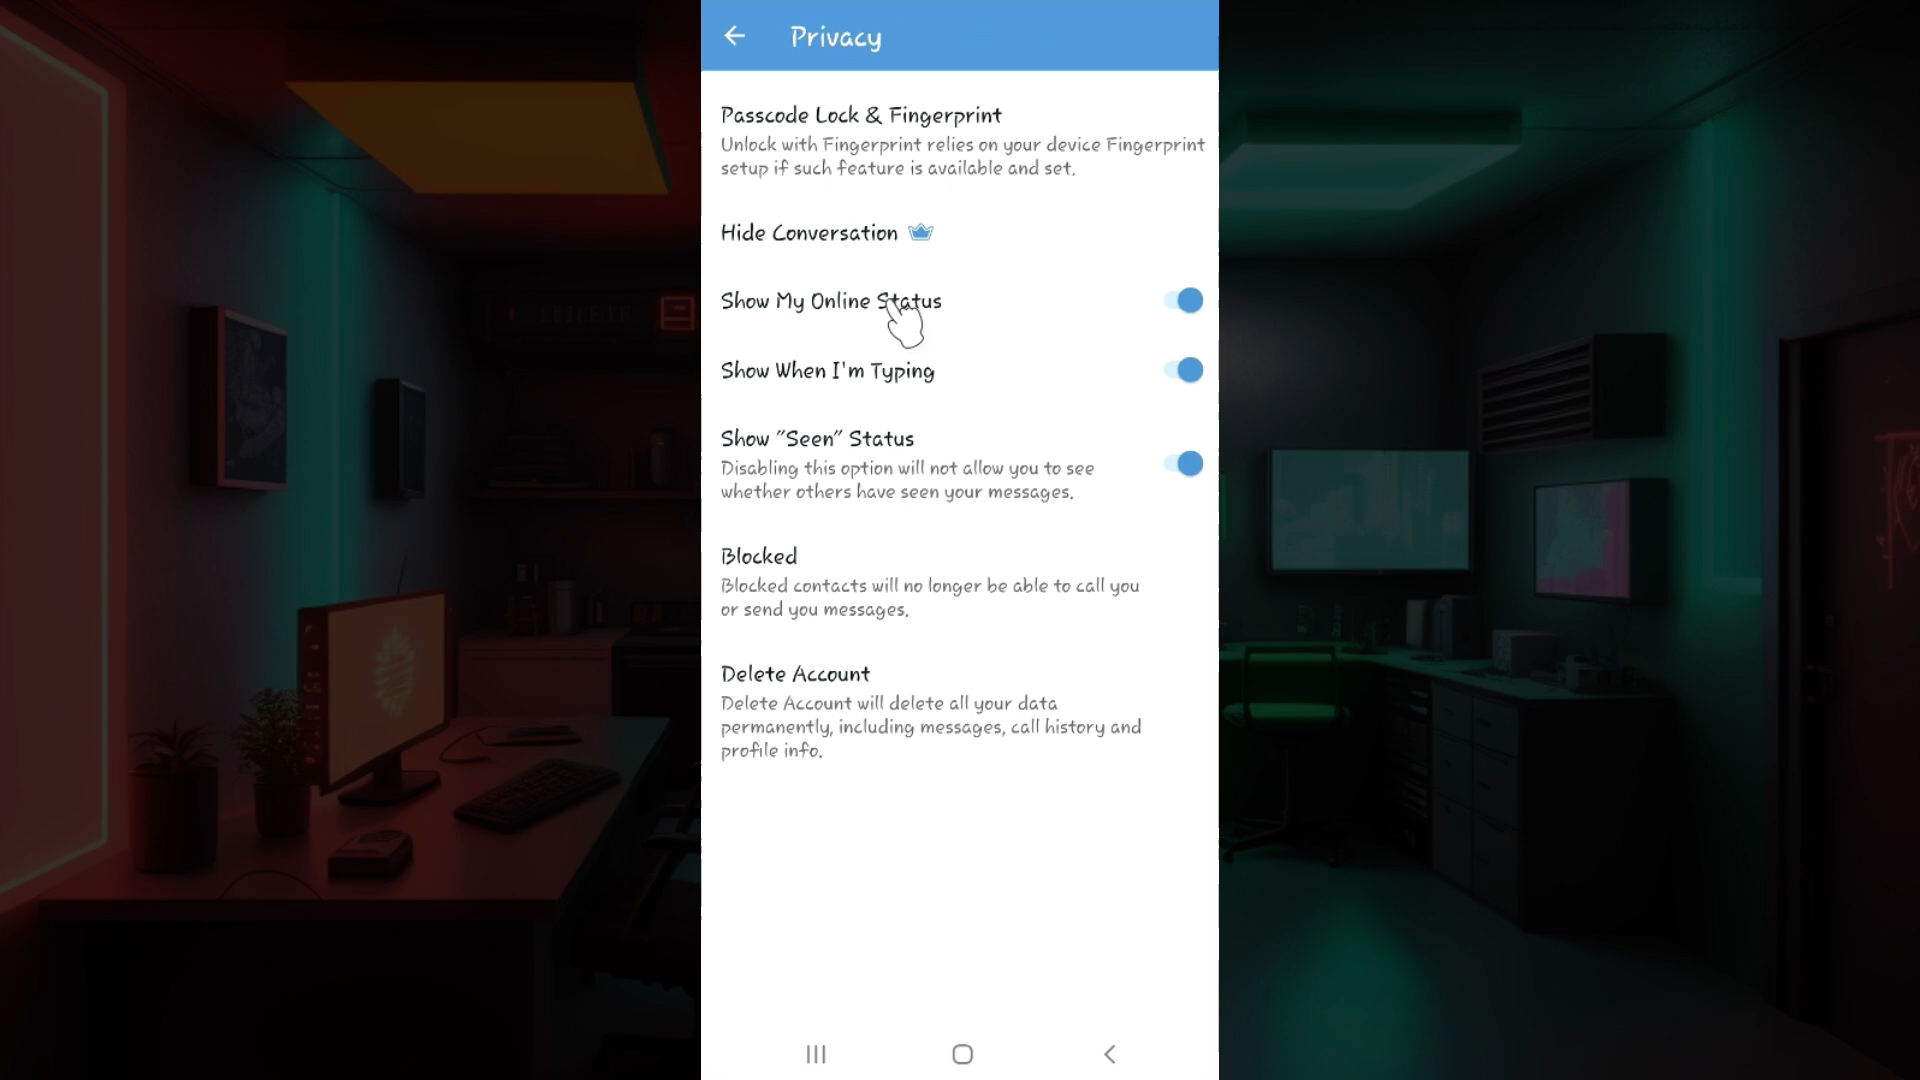 Privacy
Passcode Lock & Fingerprint
Unlock with Fingerprint relies on your device Fingerprint
setup if such feature is available and set.
Hide Conversation
Show My Online Status
Show When I'm Typing
Show "Seen" Status
Disabling this option will not allow you to see
whether others have seen your messages.
Blocked
Blocked contacts will no longer be able to call you
or send you messages.
Delete Account
Delete Account will delete all your data
permanently, including messages, call history and
profile info.